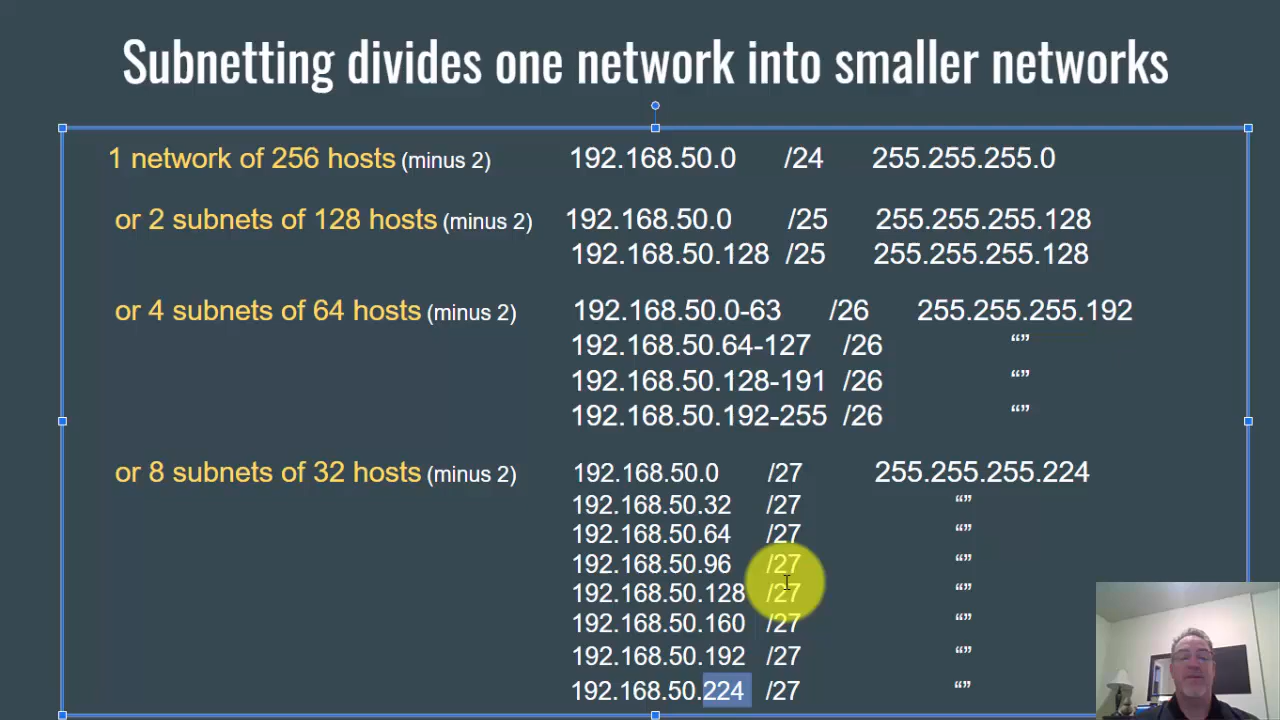 Subnetting divides one network into smaller networks
1 network of 256 hosts (minus 2) 192.168.50.0 /24 255.255.255.0
or 2 subnets of 128 hosts (minus 2) 192.168.50.0 /25 255.255.255.128
192.168.50.128 /25 255.255.255.128
or 4 subnets of 64 hosts (minus 2) 192.168.50.0-63 /26 255.255.255.192
192.168.50.64-127 /26 “”
192.168.50.128-191 /26 “”
192.168.50.192-255 /26 “”
or 8 subnets of 32 hosts (minus 2) 192.168.50.0 /27 255.255.255.224
192.168.50.32 /27 “”
192.168.50.64 /27 “”
192.168.50.96 /27 “”
192.168.50.128 /27 “”
192.168.50.160 /27 “”
192.168.50.192 /27 “”
192.168.50.224 /27 “”